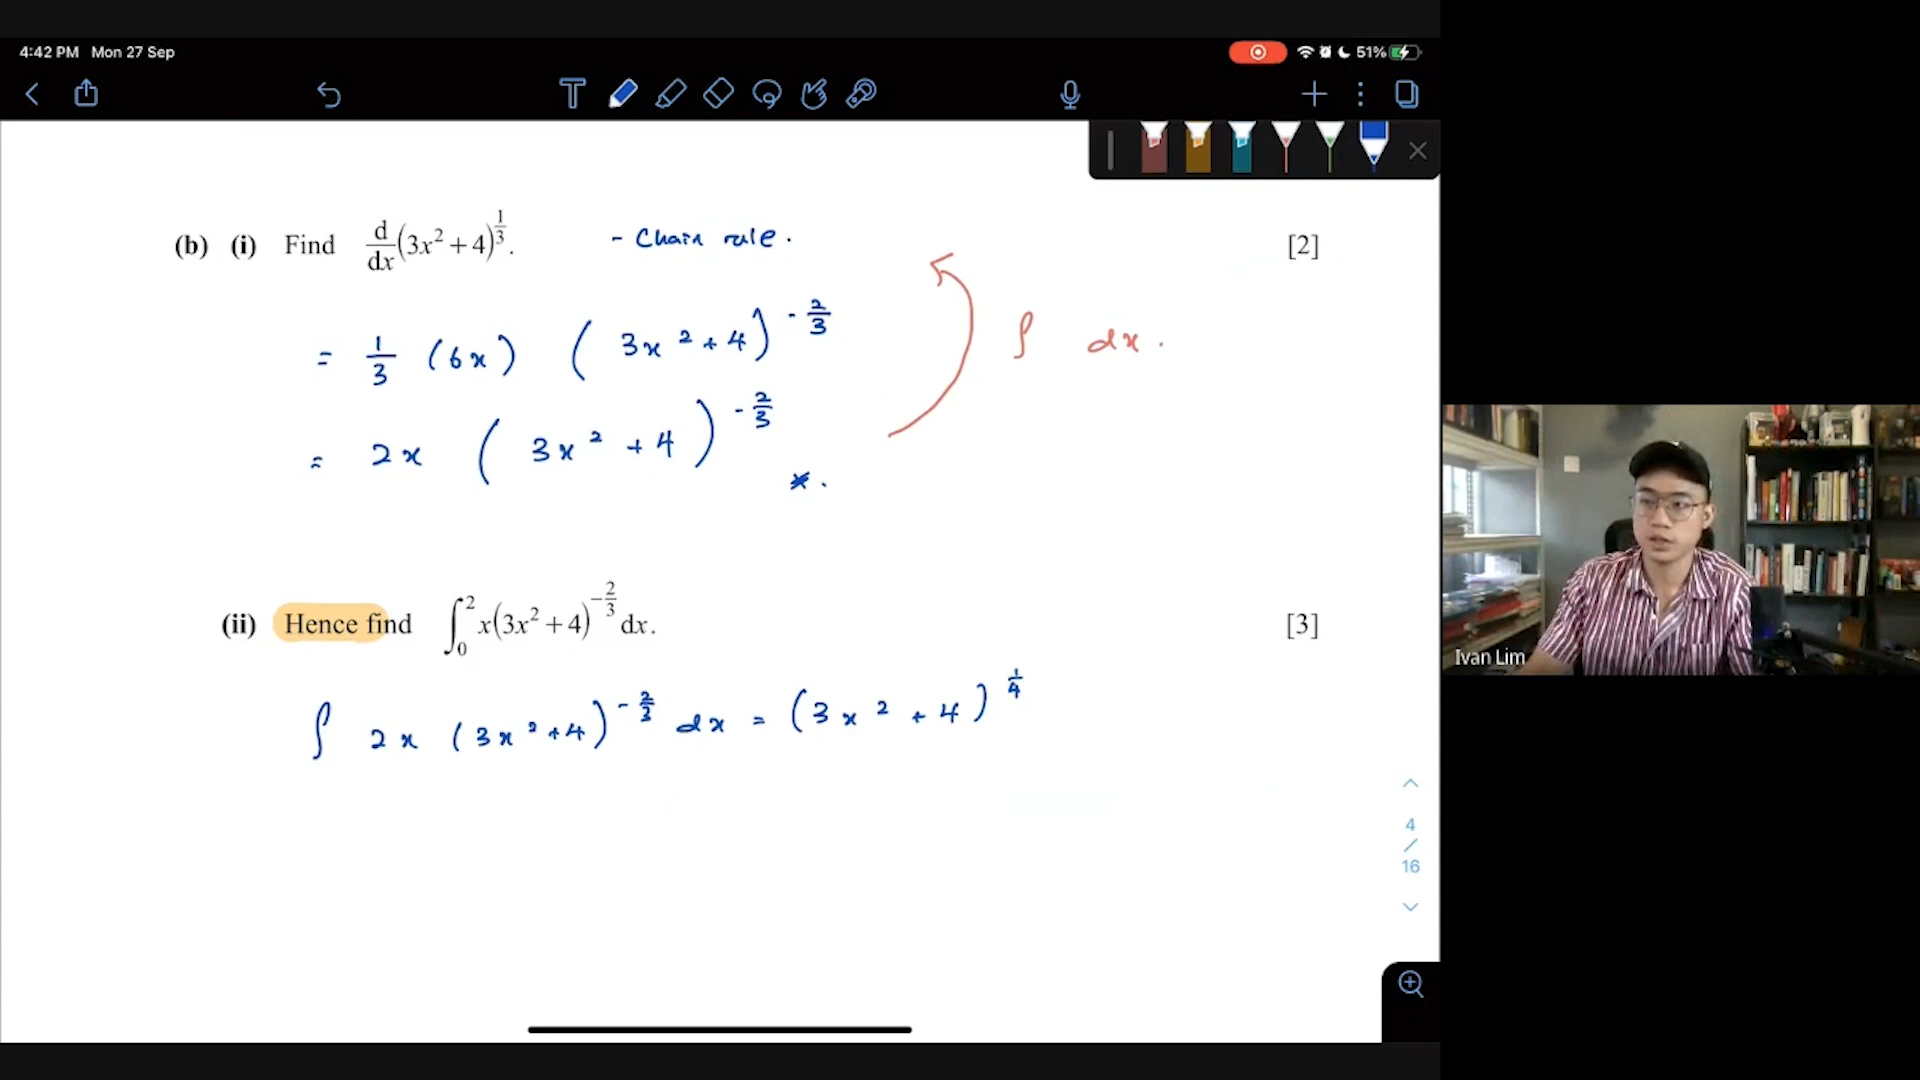 4:42 PM Mon 27 Sep
51%
(b) (i) Find d/dx (3x² + 4)^(1/3). - Chain rule. [2]
= 1/3 (6x) (3x² + 4)^(-2/3) ∫ dx.
= 2x (3x² + 4)^(-2/3) *.
(ii) Hence find ∫₀² x(3x² + 4)^(-2/3) dx. [3]
∫ 2x (3x² + 4)^(-2/3) dx = (3x² + 4)^(1/4)
4
/
16
Ivan Lim